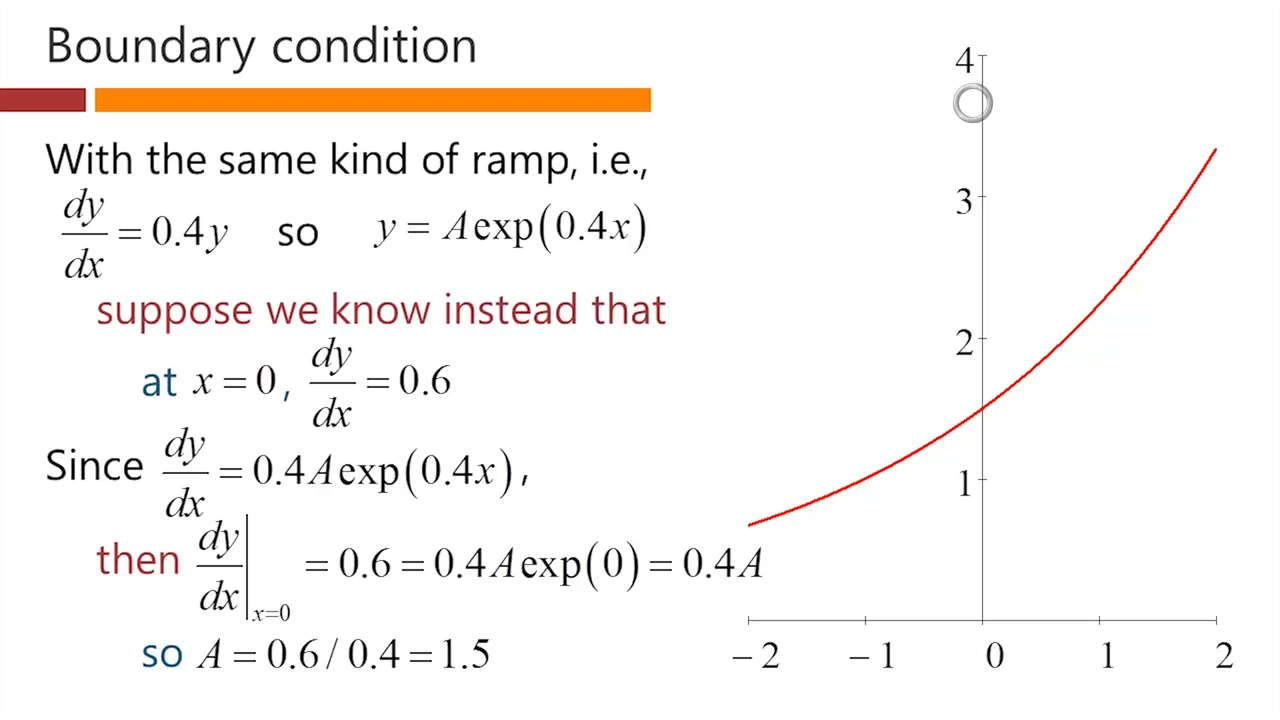 Boundary condition
With the same kind of ramp, i.e.,
dy/dx = 0.4y so y = A exp(0.4x)
suppose we know instead that
at x = 0, dy/dx = 0.6
Since dy/dx = 0.4A exp(0.4x),
then dy/dx|x=0 = 0.6 = 0.4A exp(0) = 0.4A
so A = 0.6 / 0.4 = 1.5
4
3
2
1
−2 −1 0 1 2